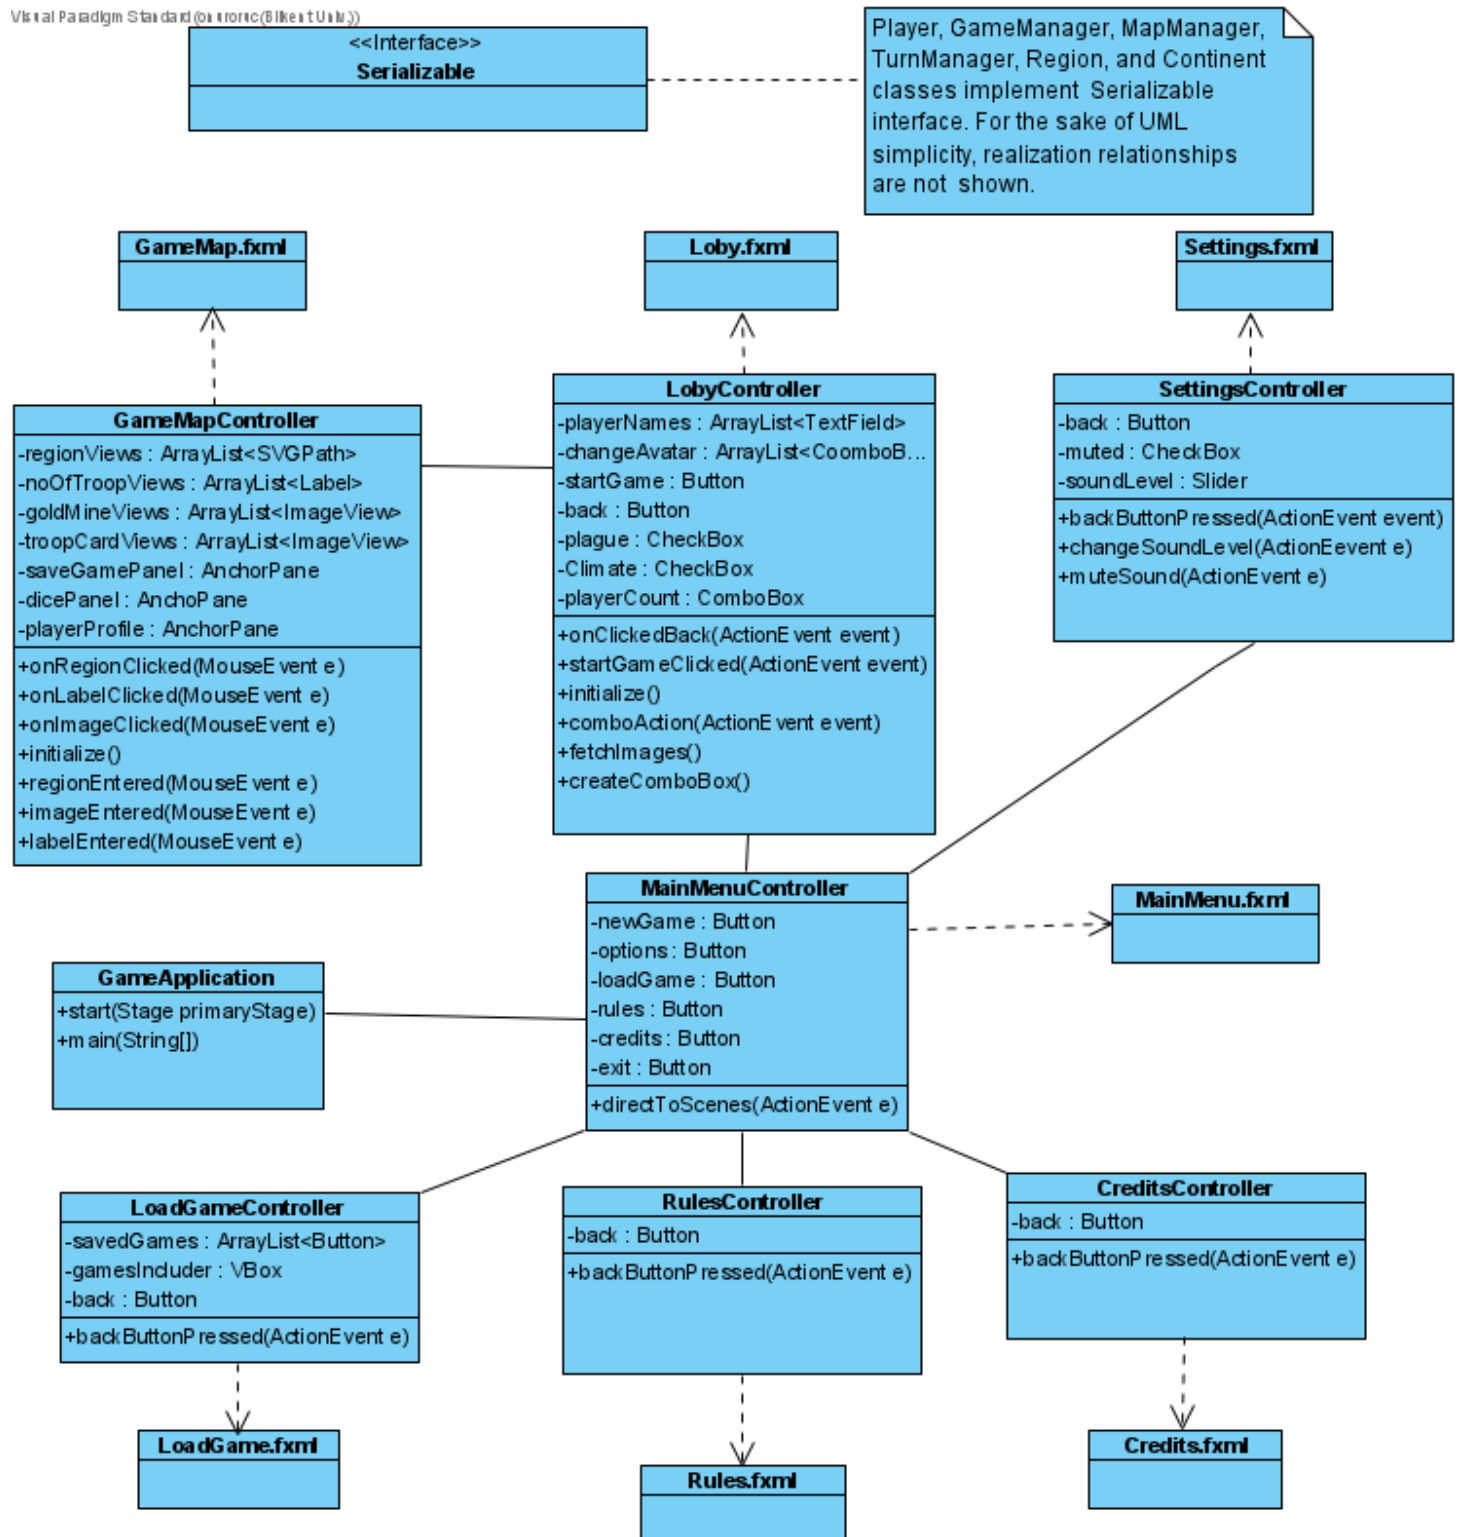 Visual Paradigm Standard (Bilkent Univ.))
<<Interface>>
Serializable
Player, GameManager, MapManager,
TurnManager, Region, and Continent
classes implement Serializable
interface. For the sake of UML
simplicity, realization relationships
are not shown.
GameMap.fxml
Loby.fxml
Settings.fxml
GameMapController
-regionViews : ArrayList<SVGPath>
-noOfTroopViews : ArrayList<Label>
-goldMineViews : ArrayList<ImageView>
-troopCardViews : ArrayList<ImageView>
-saveGamePanel : AnchorPane
-dicePanel : AnchoPane
-playerProfile : AnchorPane
+onRegionClicked(MouseEvent e)
+onLabelClicked(MouseEvent e)
+onImageClicked(MouseEvent e)
+initialize()
+regionEntered(MouseEvent e)
+imageEntered(MouseEvent e)
+labelEntered(MouseEvent e)
LobyController
-playerNames : ArrayList<TextField>
-changeAvatar : ArrayList<CoomboB...
-startGame : Button
-back : Button
-plague : CheckBox
-Climate : CheckBox
-playerCount : ComboBox
+onClickedBack(ActionEvent event)
+startGameClicked(ActionEvent event)
+initialize()
+comboAction(ActionEvent event)
+fetchImages()
+createComboBox()
SettingsController
-back : Button
-muted : CheckBox
-soundLevel : Slider
+backButtonPressed(ActionEvent event)
+changeSoundLevel(ActionEevent e)
+muteSound(ActionEvent e)
MainMenuController
-newGame : Button
-options : Button
-loadGame : Button
-rules : Button
-credits : Button
-exit : Button
+directToScenes(ActionEvent e)
MainMenu.fxml
GameApplication
+start(Stage primaryStage)
+main(String[])
LoadGameController
-savedGames : ArrayList<Button>
-gamesIncluder : VBox
-back : Button
+backButtonPressed(ActionEvent e)
RulesController
-back : Button
+backButtonPressed(ActionEvent e)
CreditsController
-back : Button
+backButtonPressed(ActionEvent e)
LoadGame.fxml
Rules.fxml
Credits.fxml